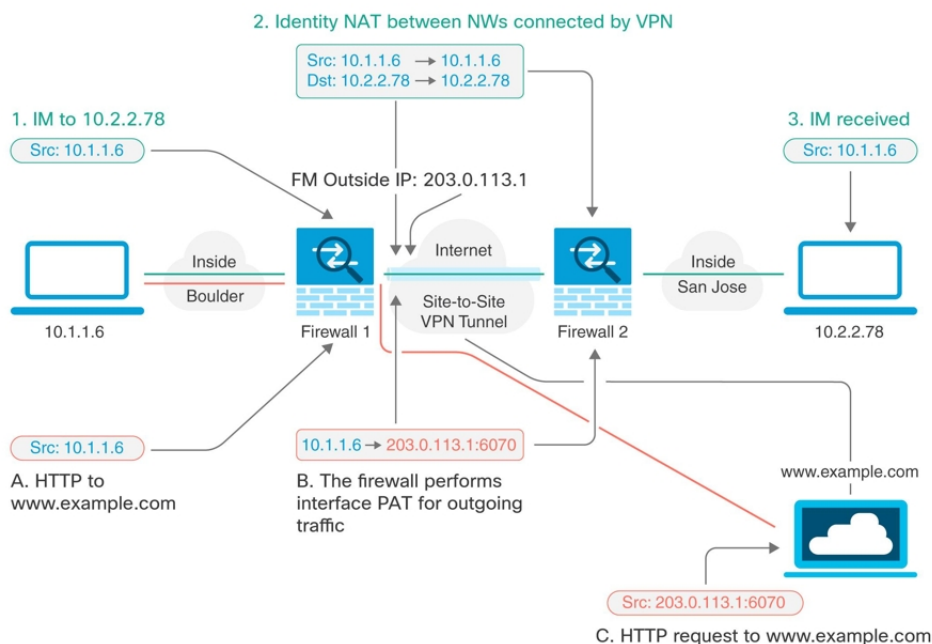 2. Identity NAT between NWs connected by VPN
Src: 10.1.1.6 → 10.1.1.6
Dst: 10.2.2.78 → 10.2.2.78
1. IM to 10.2.2.78
Src: 10.1.1.6
3. IM received
Src: 10.1.1.6
FM Outside IP: 203.0.113.1
Inside
Boulder
Internet
Site-to-Site
VPN Tunnel
Inside
San Jose
10.1.1.6
Firewall 1
Firewall 2
10.2.2.78
Src: 10.1.1.6
A. HTTP to
www.example.com
10.1.1.6 → 203.0.113.1:6070
B. The firewall performs
interface PAT for outgoing
traffic
www.example.com
Src: 203.0.113.1:6070
C. HTTP request to www.example.com